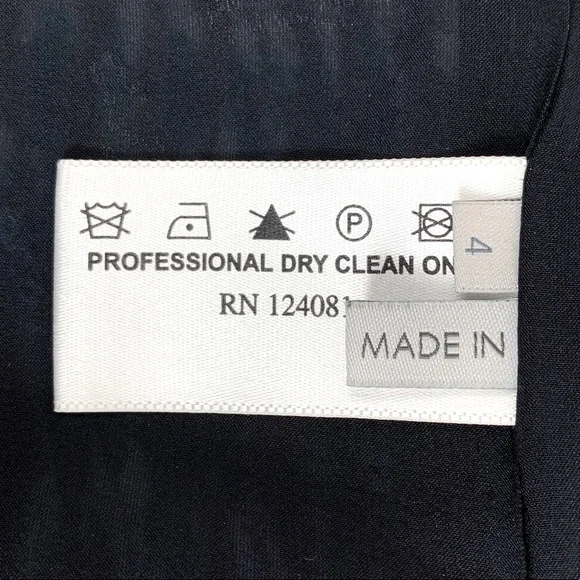 P
PROFESSIONAL DRY CLEAN ON
4
RN 124081
MADE IN